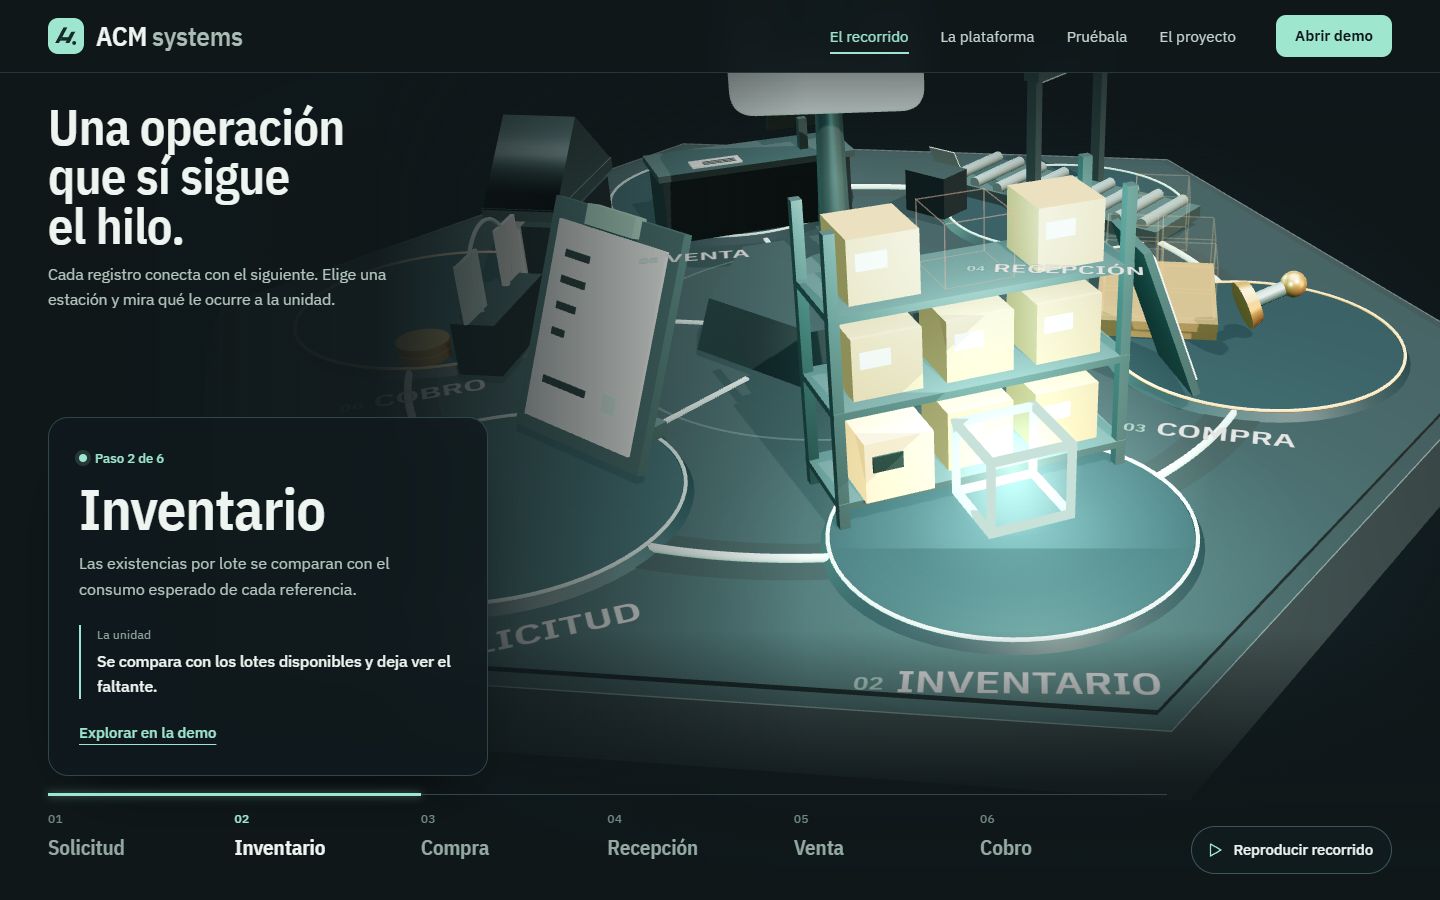 ACM systems
El recorrido
La plataforma
Pruébala
El proyecto
Abrir demo
Una operación
que sí sigue
el hilo.
Cada registro conecta con el siguiente. Elige una
estación y mira qué le ocurre a la unidad.
VENTA
04 RECEPCIÓN
06 COBRO
03 COMPRA
LICITUD
02 INVENTARIO
Paso 2 de 6
Inventario
Las existencias por lote se comparan con el
consumo esperado de cada referencia.
La unidad
Se compara con los lotes disponibles y deja ver el
faltante.
Explorar en la demo
01
Solicitud
02
Inventario
03
Compra
04
Recepción
05
Venta
06
Cobro
Reproducir recorrido